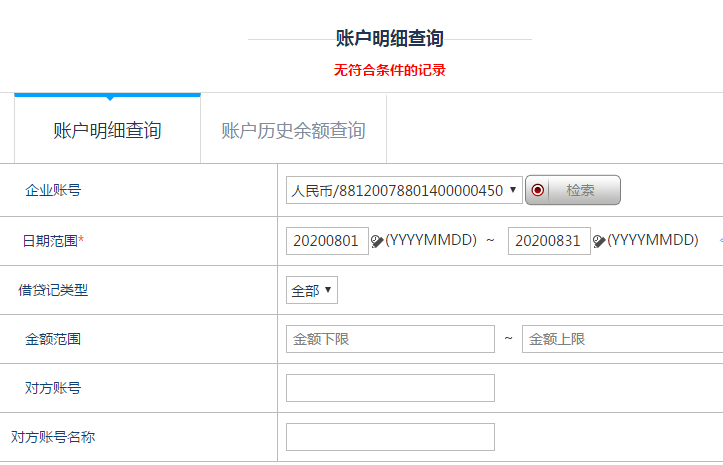 账户明细查询
无符合条件的记录
账户明细查询 账户历史余额查询
企业账号 人民币/88120078801400000450 检索
日期范围* 20200801 (YYYYMMDD) ~ 20200831 (YYYYMMDD)
借贷记类型 全部
金额范围 金额下限 ~ 金额上限
对方账号
对方账号名称